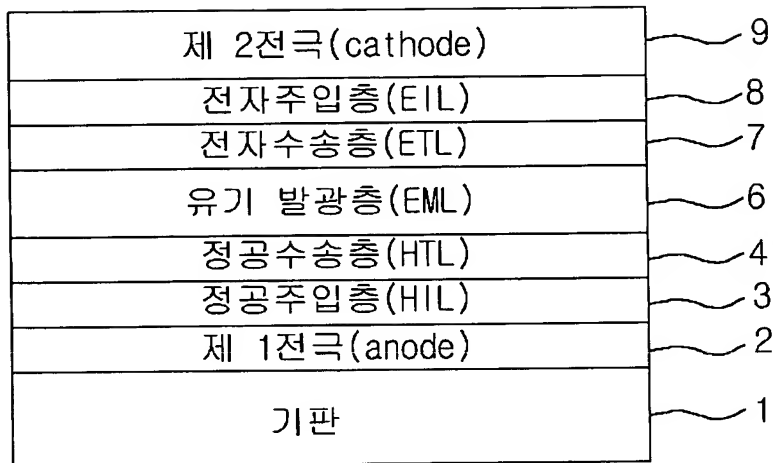 제 2전극(cathode) 9
전자주입층(EIL) 8
전자수송층(ETL) 7
유기 발광층(EML) 6
정공수송층(HTL) 4
정공주입층(HIL) 3
제 1전극(anode) 2
기판 1